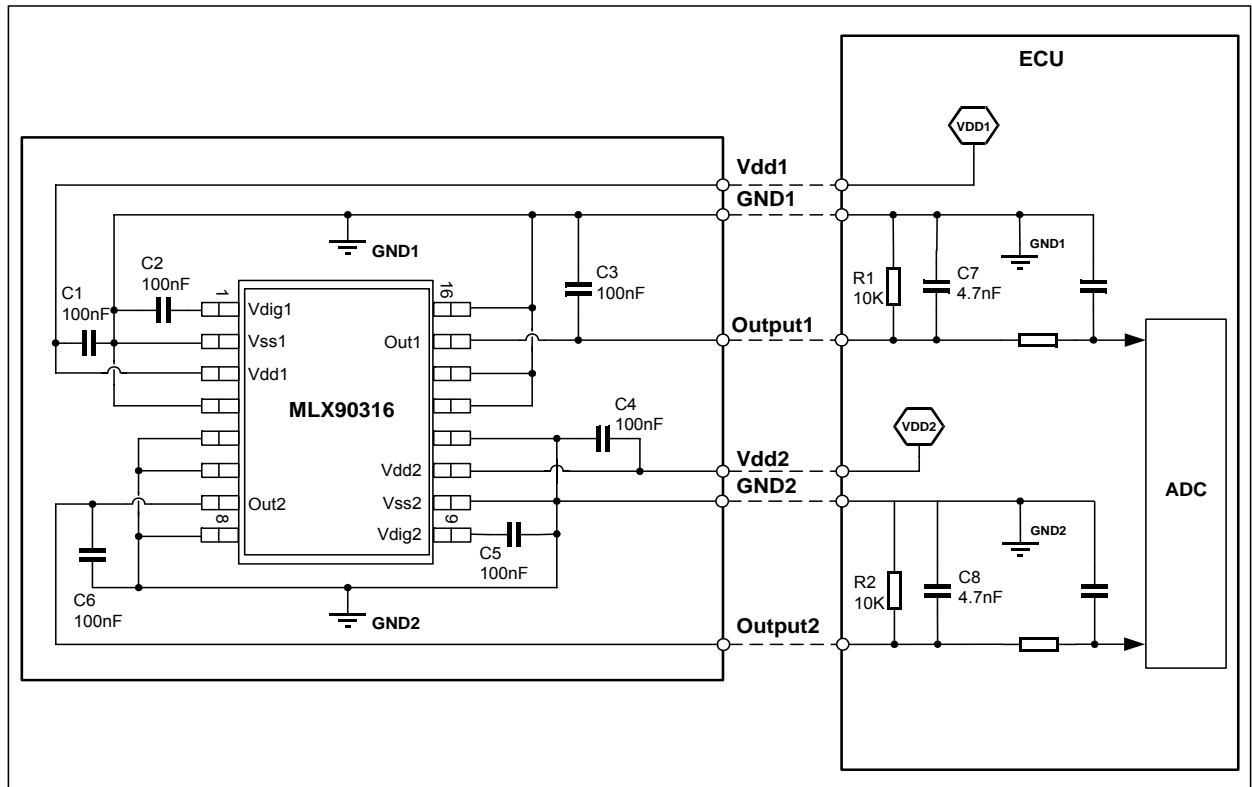 ECU
VDD1
Vdd1
GND1
GND1
GND1
C2
100nF
C1
100nF
C3
100nF
R1
10K
C7
4.7nF
1
16
Vdig1
Vss1
Out1
Output1
Vdd1
MLX90316
C4
100nF
VDD2
Vdd2
Vdd2
GND2
ADC
Out2
Vss2
8
9
Vdig2
GND2
C5
100nF
C6
100nF
R2
10K
C8
4.7nF
GND2
Output2